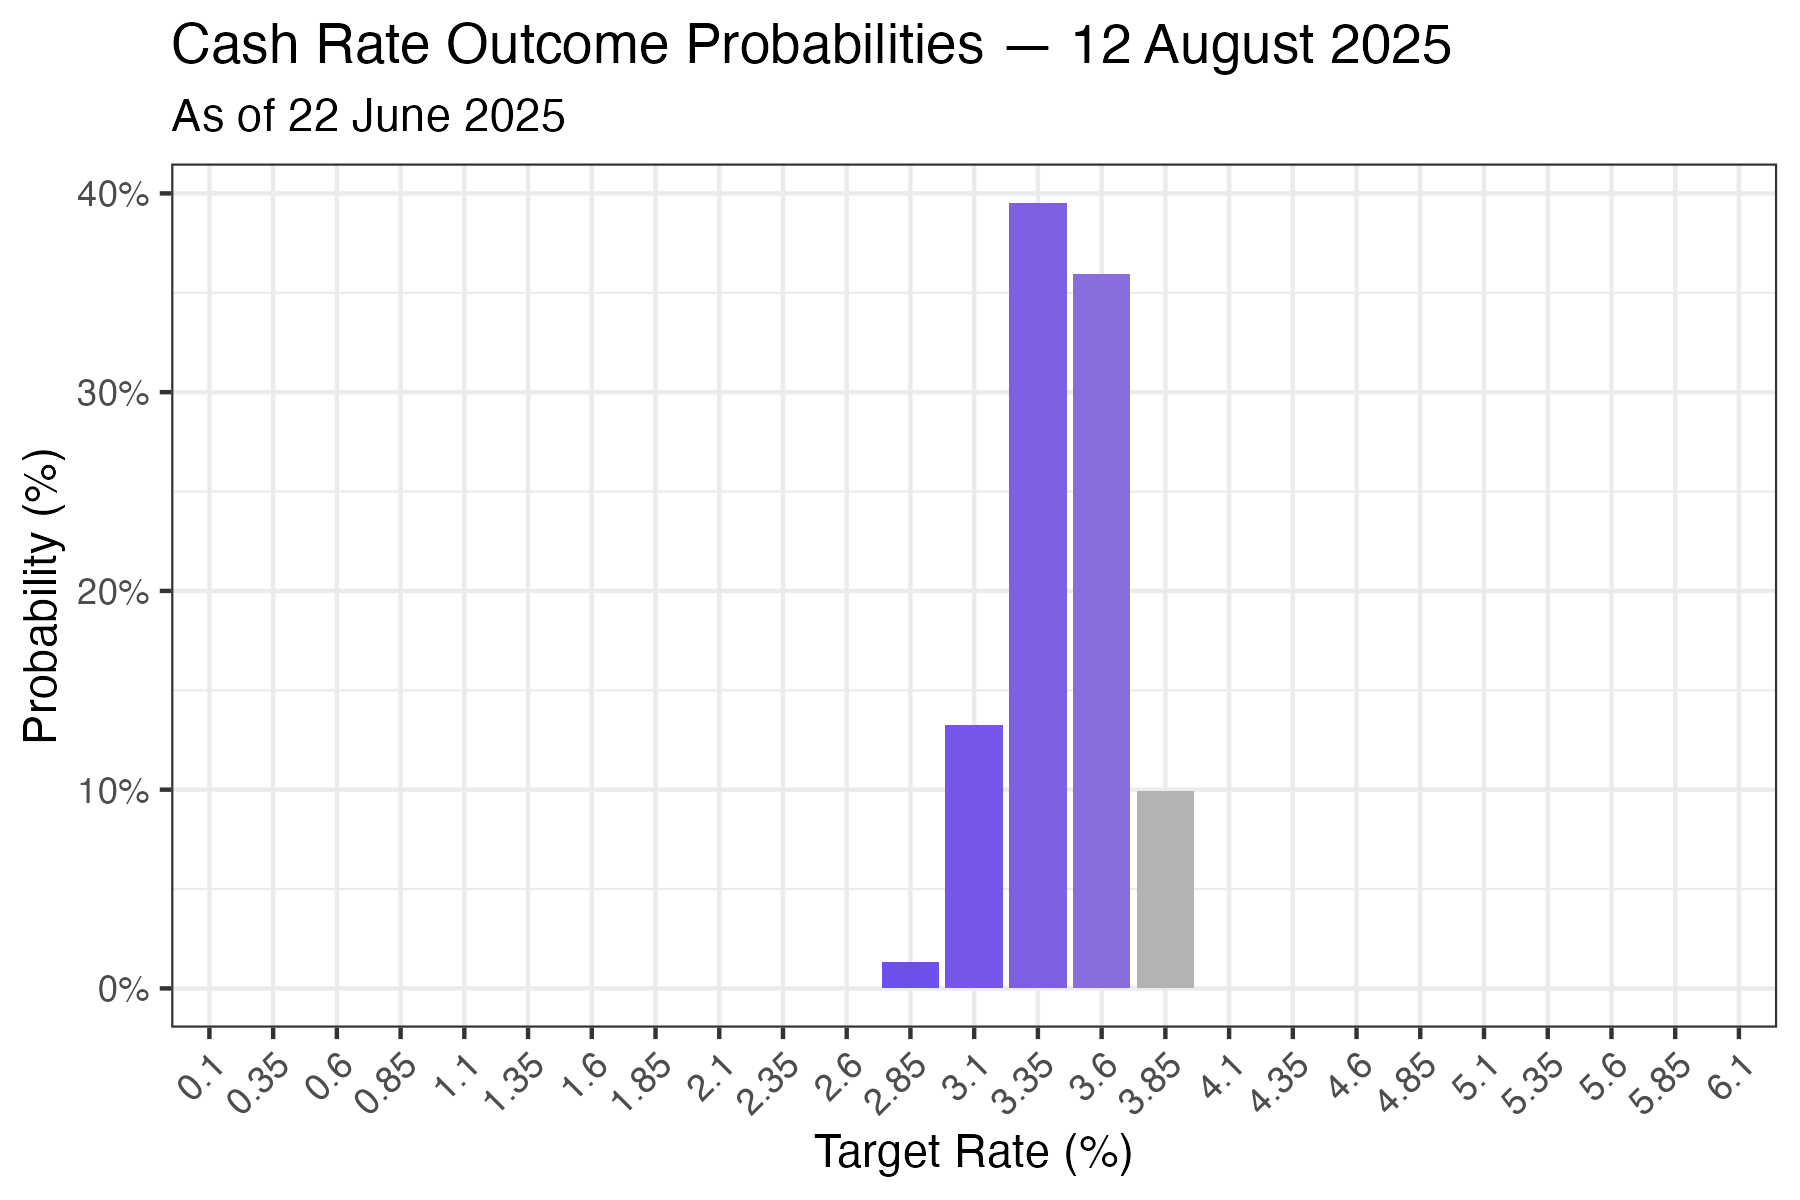 Cash Rate Outcome Probabilities — 12 August 2025
As of 22 June 2025
Probability (%)
40%
30%
20%
10%
0%
0.1 0.35 0.6 0.85 1.1 1.35 1.6 1.85 2.1 2.35 2.6 2.85 3.1 3.35 3.6 3.85 4.1 4.35 4.6 4.85 5.1 5.35 5.6 5.85 6.1
Target Rate (%)